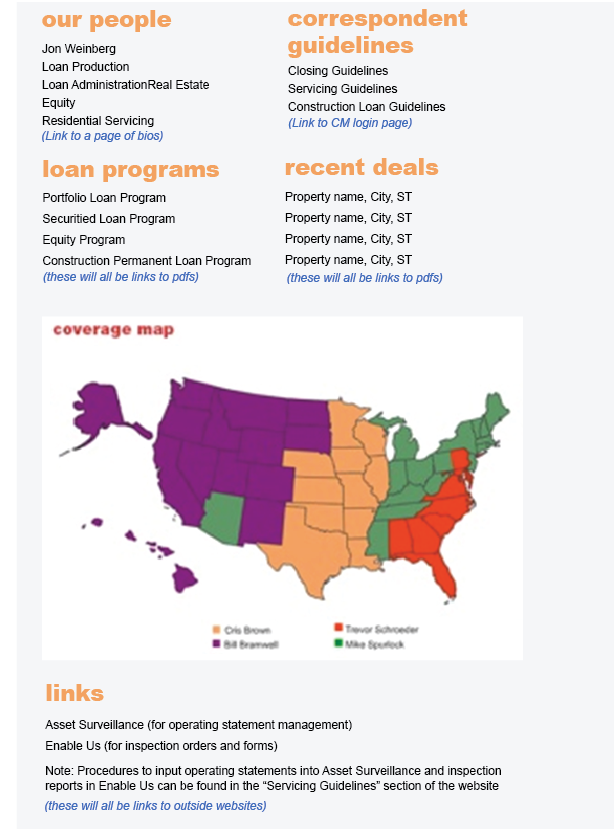 our people
Jon Weinberg
Loan Production
Loan AdministrationReal Estate
Equity
Residential Servicing
(Link to a page of bios)
correspondent
guidelines
Closing Guidelines
Servicing Guidelines
Construction Loan Guidelines
(Link to CM login page)
loan programs
Portfolio Loan Program
Securitied Loan Program
Equity Program
Construction Permanent Loan Program
(these will all be links to pdfs)
recent deals
Property name, City, ST
Property name, City, ST
Property name, City, ST
Property name, City, ST
(these will all be links to pdfs)
coverage map
Cris Brown
Bill Bramwell
Trevor Schroeder
Mike Spurlock
links
Asset Surveillance (for operating statement management)
Enable Us (for inspection orders and forms)
Note: Procedures to input operating statements into Asset Surveillance and inspection
reports in Enable Us can be found in the “Servicing Guidelines” section of the website
(these will all be links to outside websites)